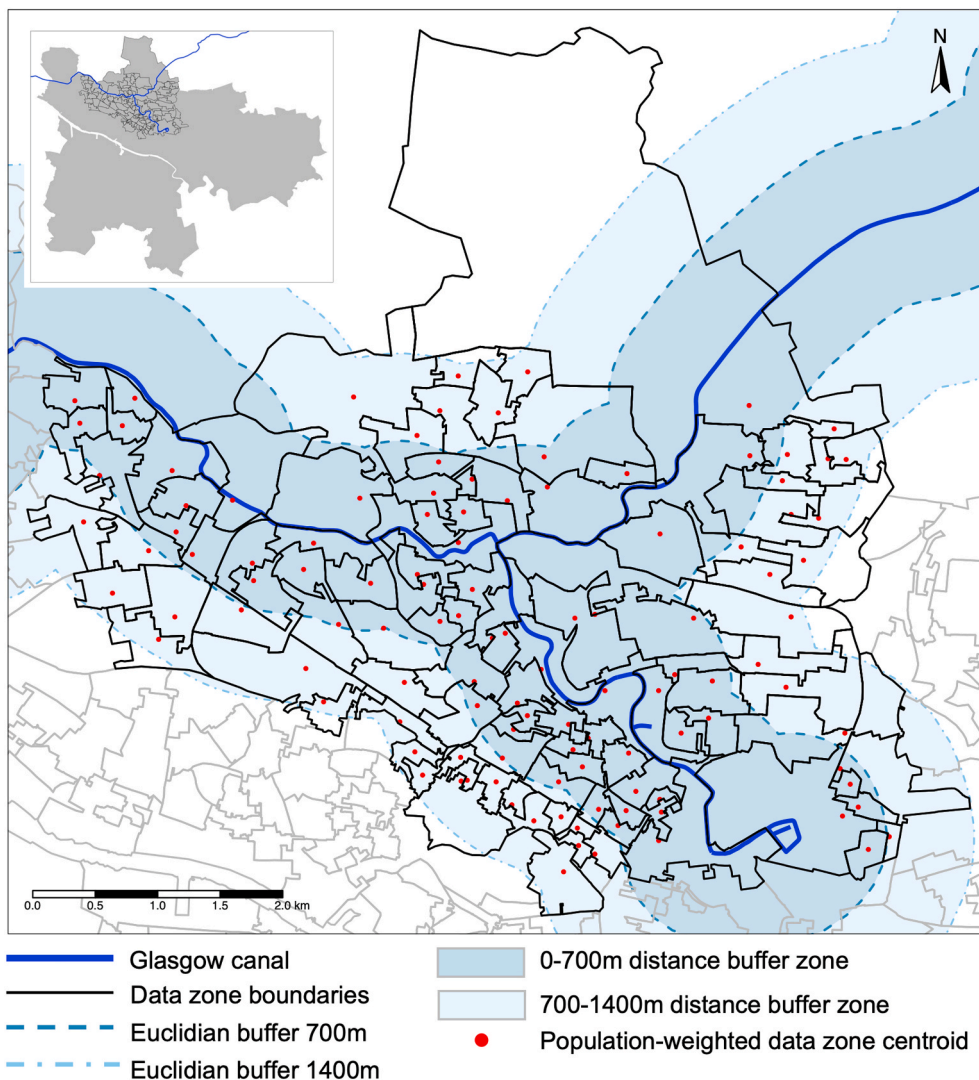 N
0.0 0.5 1.0 1.5 2.0 km
Glasgow canal
Data zone boundaries
Euclidian buffer 700m
Euclidian buffer 1400m
0-700m distance buffer zone
700-1400m distance buffer zone
Population-weighted data zone centroid